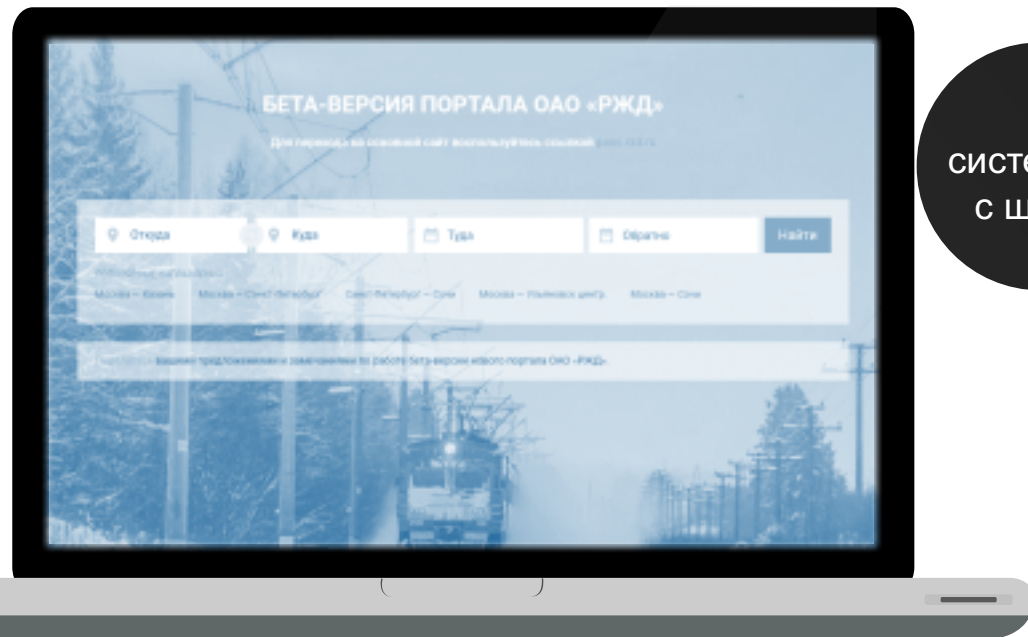 БЕТА-ВЕРСИЯ ПОРТАЛА ОАО «РЖД»
Для перехода на основной сайт воспользуйтесь ссылкой
Откуда
Куда
Туда
Обратно
Найти
Москва — Казань
Москва — Санкт-Петербург
Санкт-Петербург — Сочи
Москва — Ульяновск центр.
Москва — Сочи
Вашими предложениями и замечаниями по работе бета-версии нового портала ОАО «РЖД».
систе
с ш